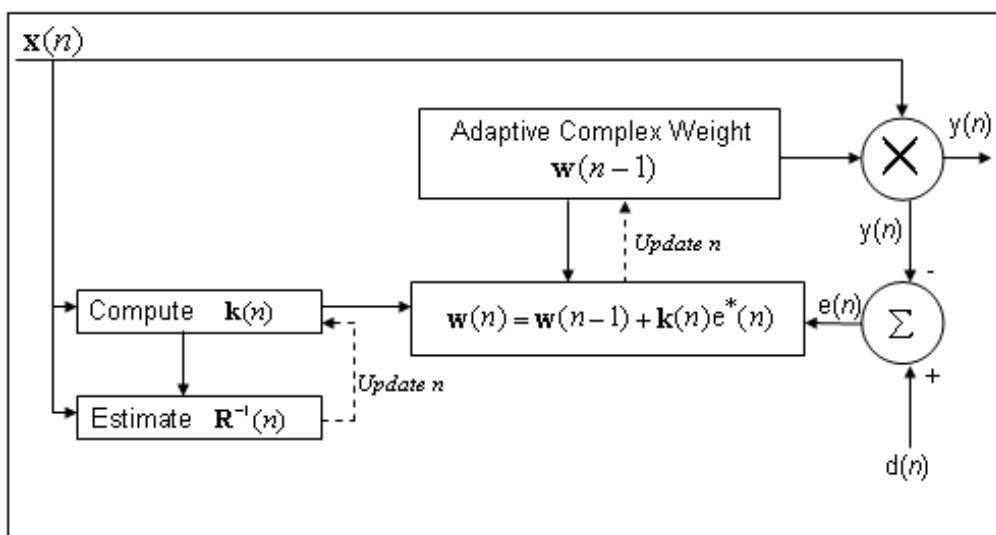 x(n)
Adaptive Complex Weight
w(n−1)
y(n)
Update n
y(n)
-
Compute k(n)
w(n) = w(n−1) + k(n)e*(n)
e(n)
Σ
+
Update n
Estimate R⁻¹(n)
d(n)